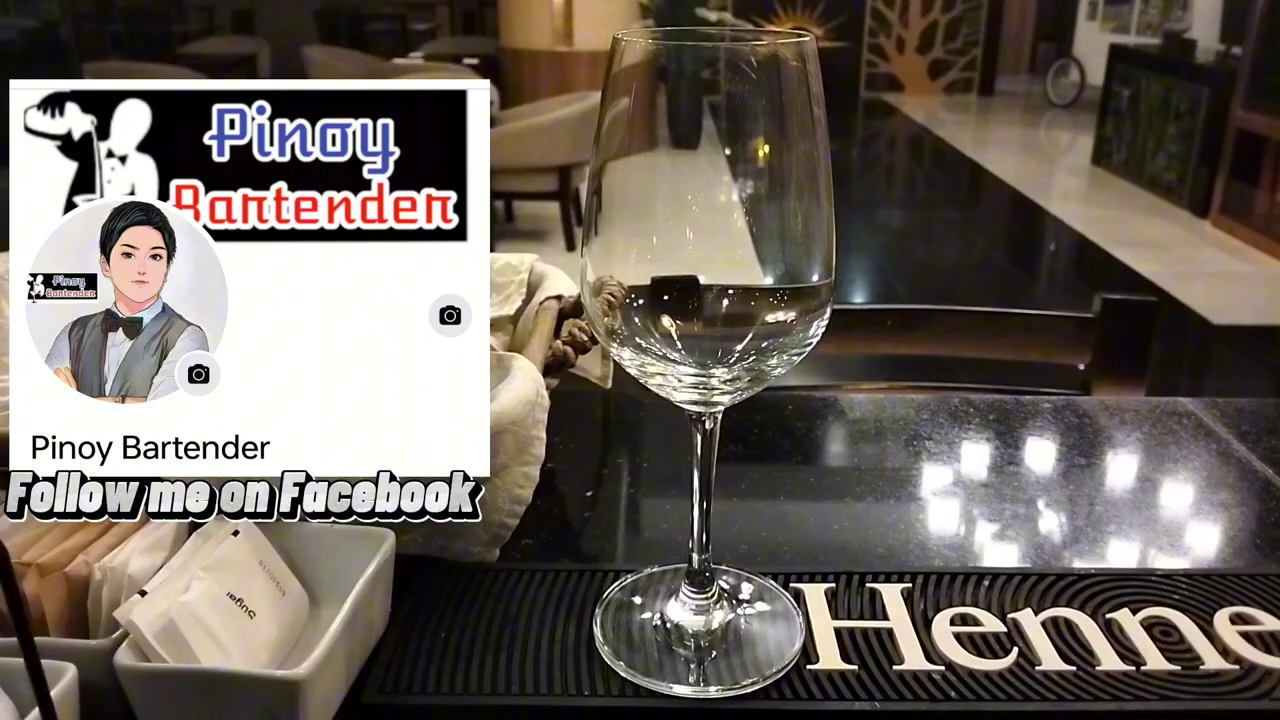 Pinoy
Bartender
Pinoy
Bartender
Pinoy Bartender
Follow me on Facebook
Sugar
Henne